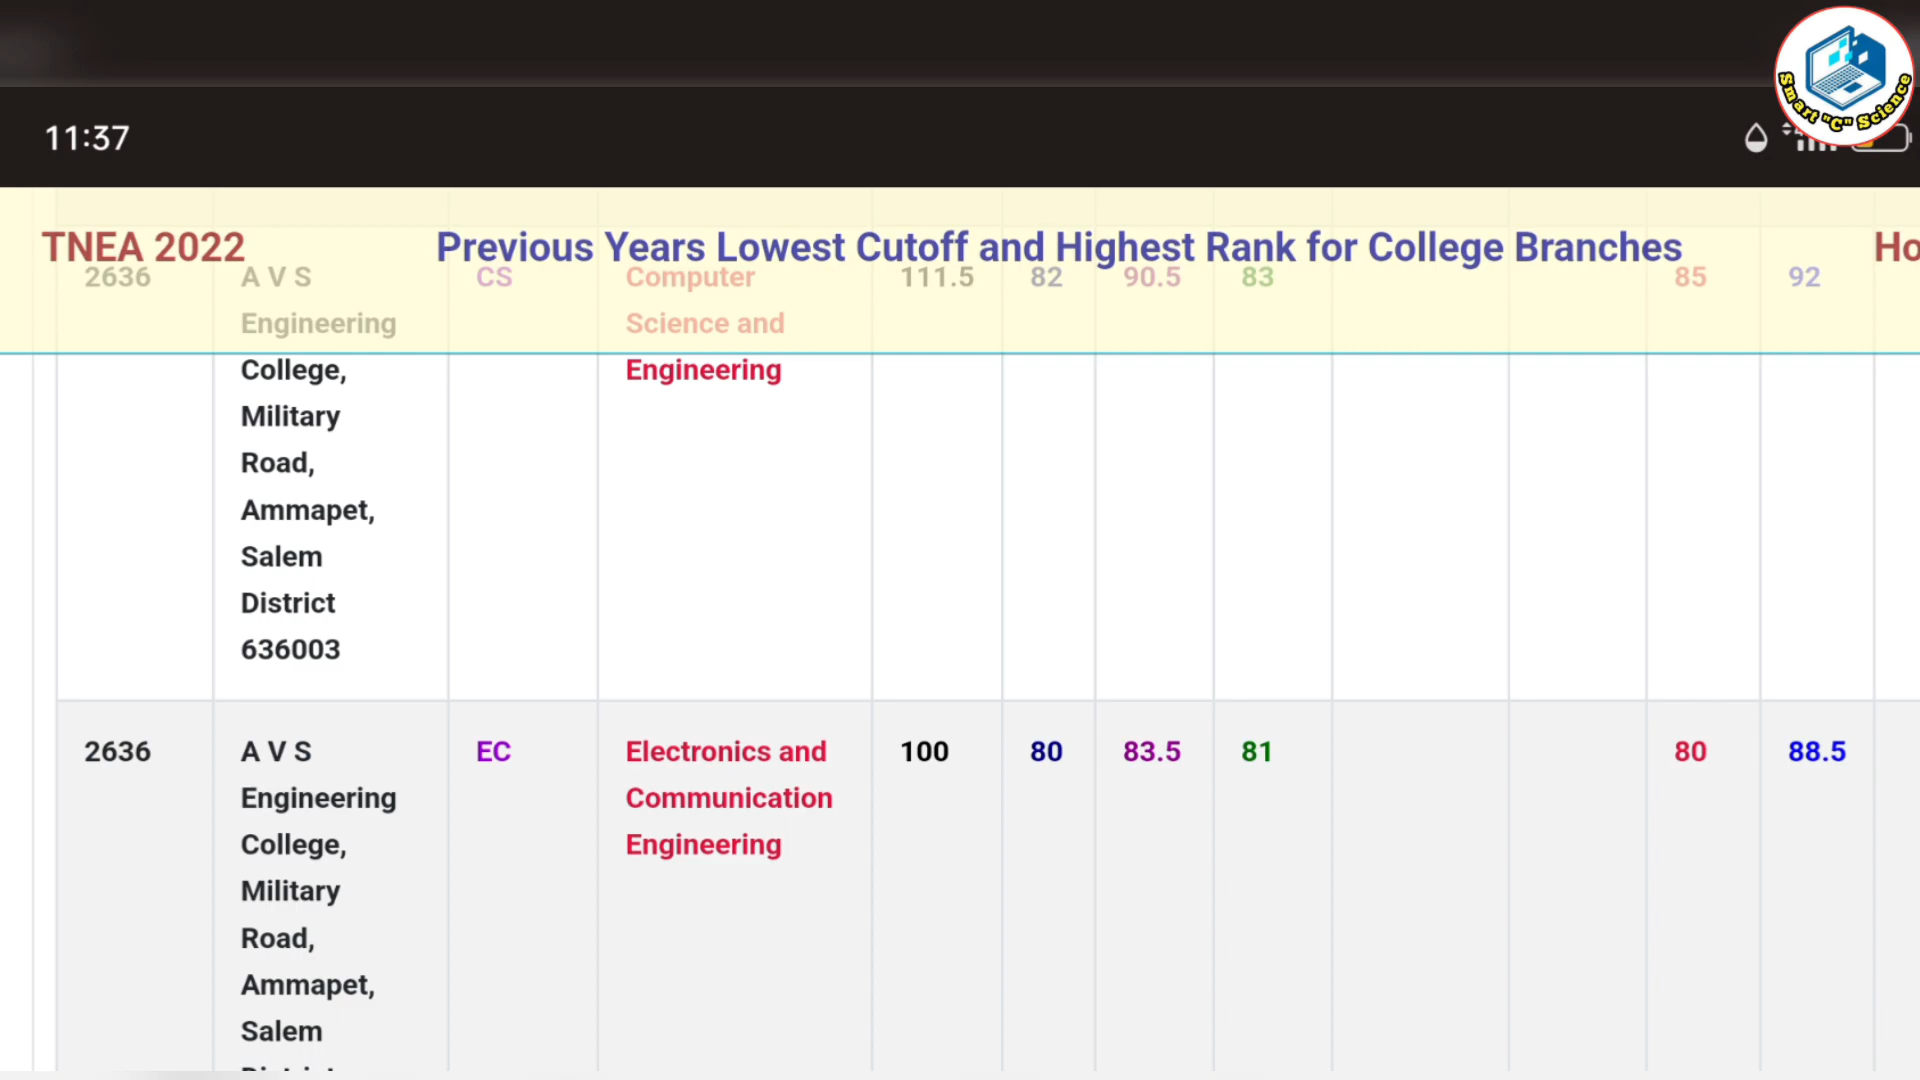 Smart "C" Science
11:37
TNEA 2022 Previous Years Lowest Cutoff and Highest Rank for College Branches Ho
2636 A V S CS Computer 111.5 82 90.5 83 85 92
Engineering Science and
College, Engineering
Military
Road,
Ammapet,
Salem
District
636003
2636 A V S EC Electronics and 100 80 83.5 81 80 88.5
Engineering Communication
College, Engineering
Military
Road,
Ammapet,
Salem